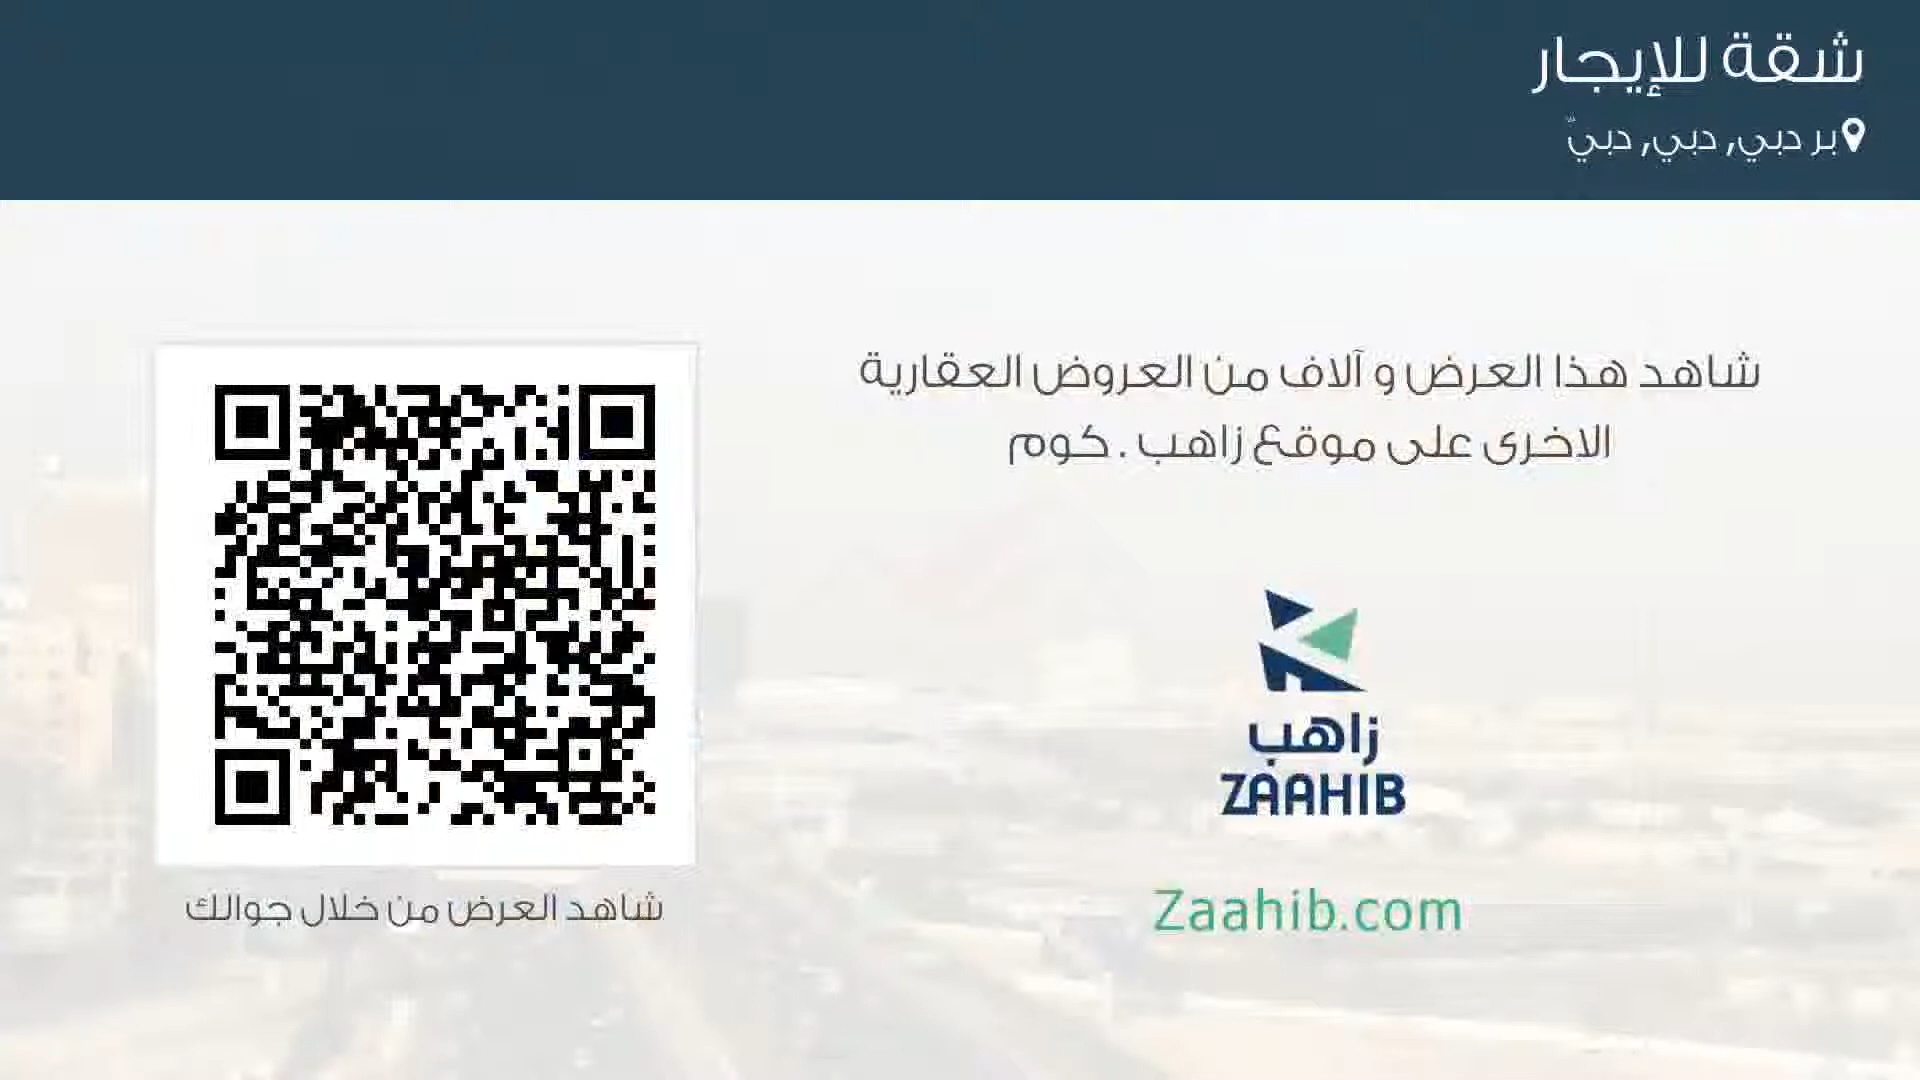 شقة للإيجار
بر دبي, دبي, دبيّ
شاهد هذا العرض و آلاف من العروض العقارية
الاخرى على موقع زاهب . كوم
زاهب
ZAAHIB
Zaahib.com
شاهد العرض من خلال جوالك